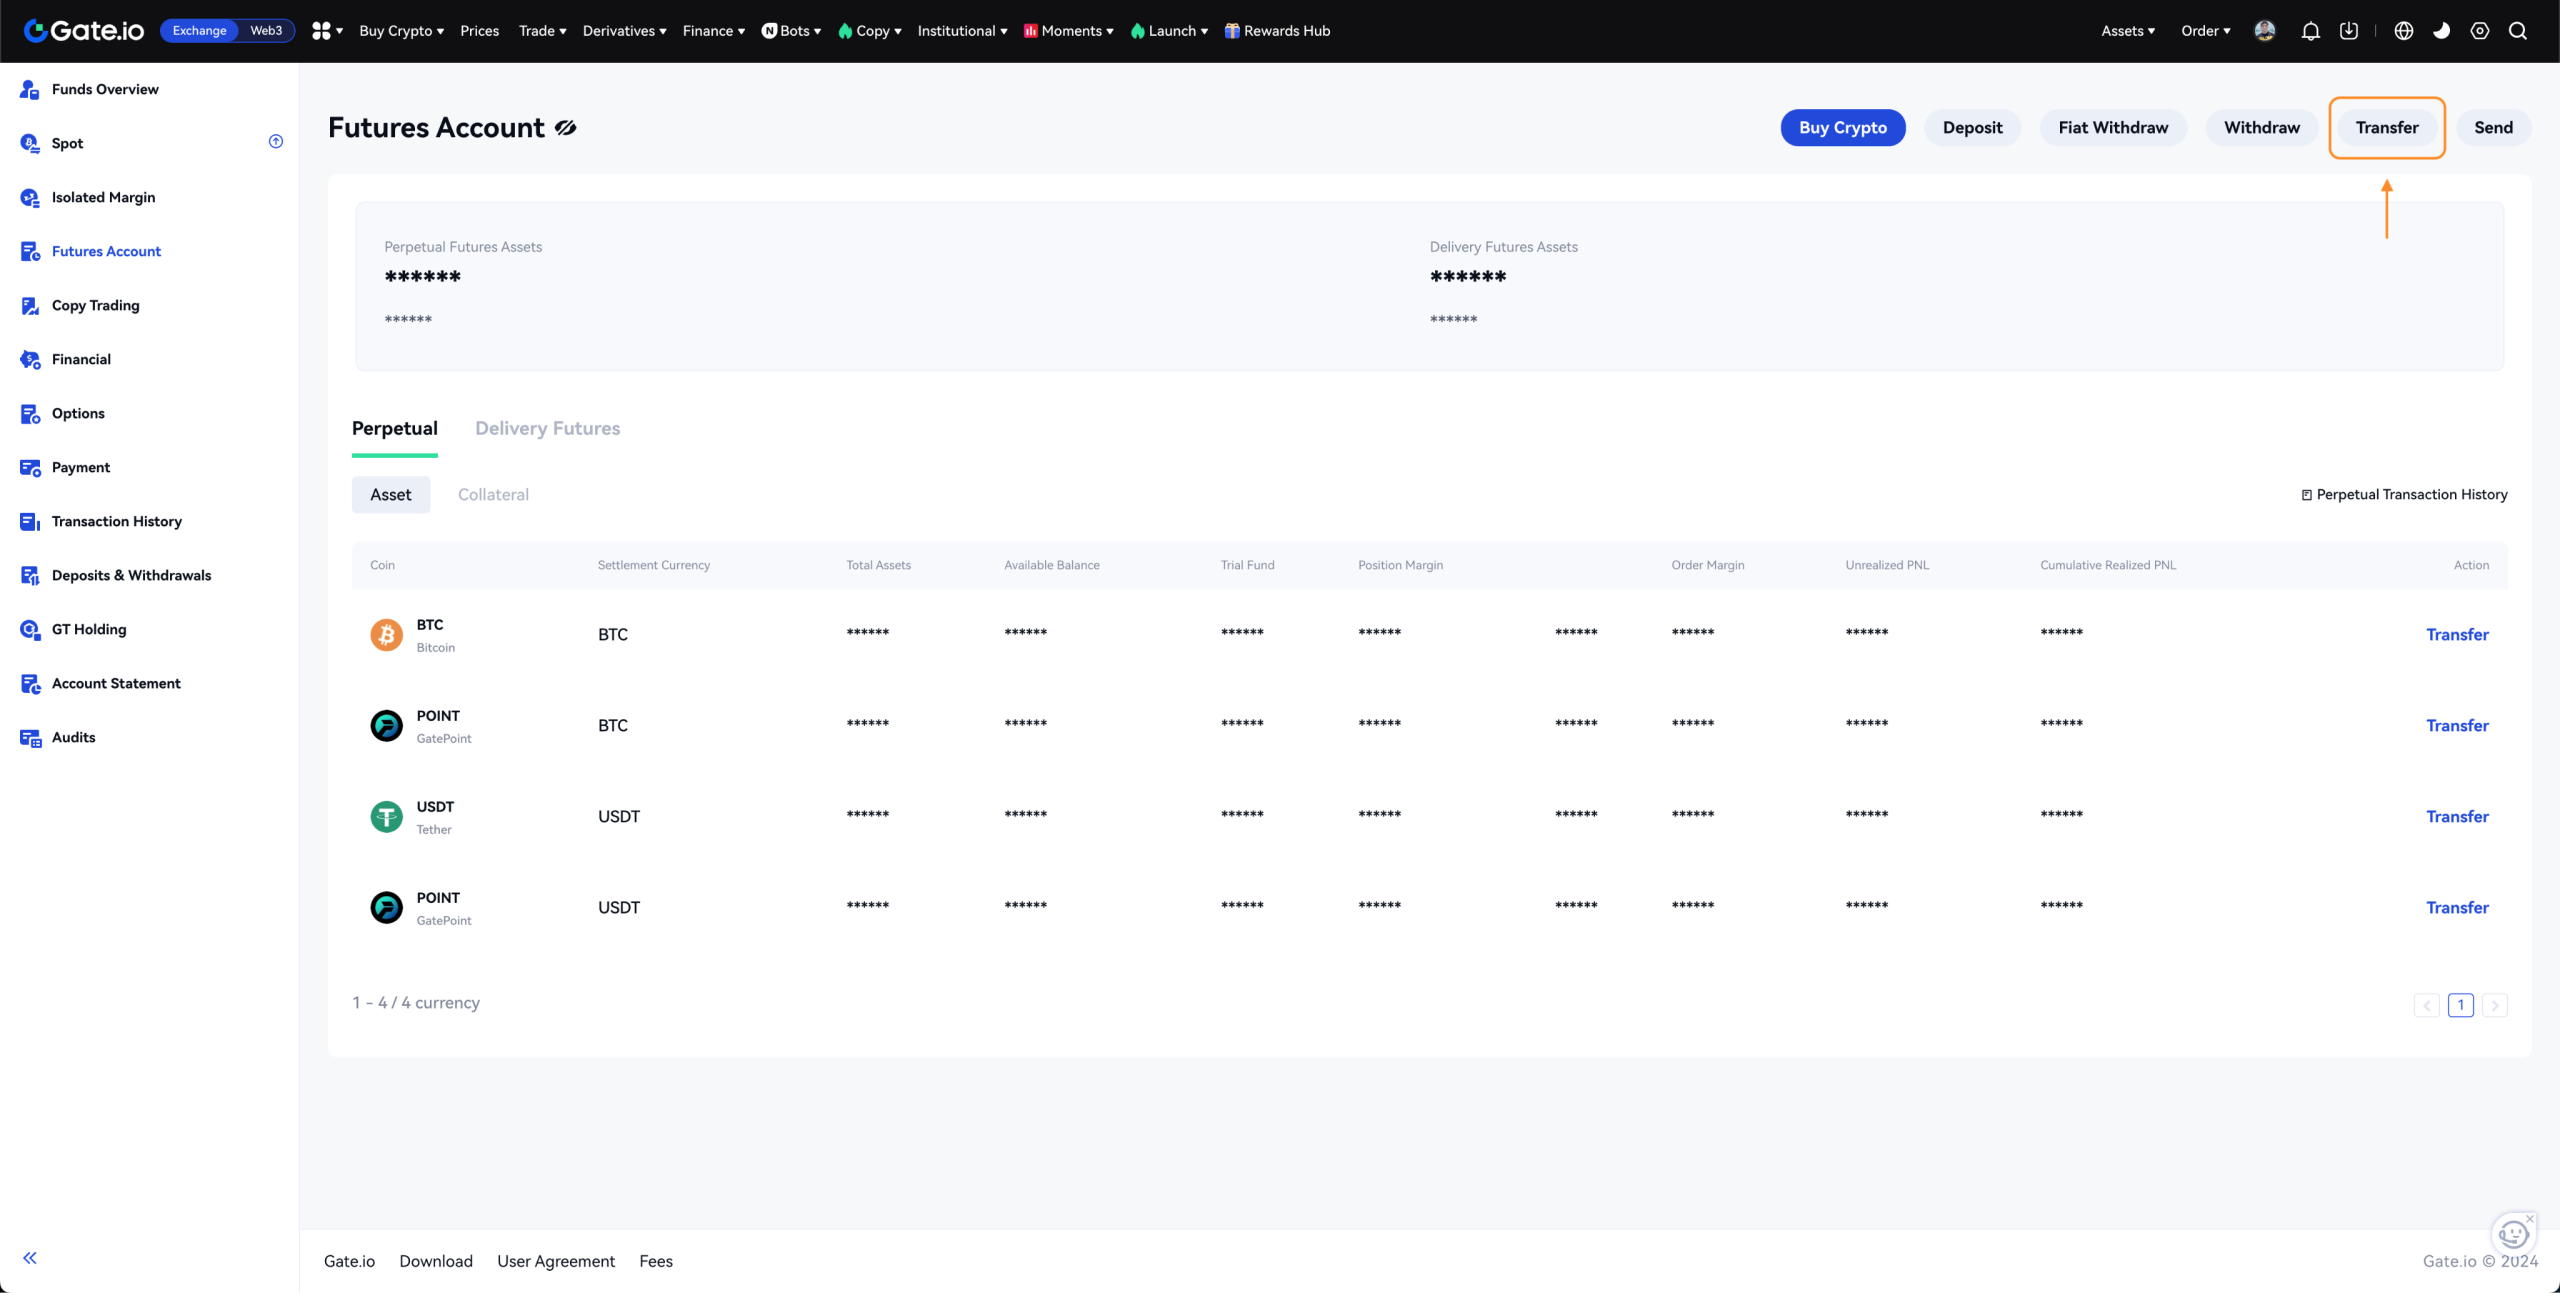 Gate.io Exchange Web3 Buy Crypto Prices Trade Derivatives Finance Bots Copy Institutional Moments Launch Rewards Hub Assets Order
Funds Overview
Spot
Isolated Margin
Futures Account
Copy Trading
Financial
Options
Payment
Transaction History
Deposits & Withdrawals
GT Holding
Account Statement
Audits
Futures Account
Buy Crypto Deposit Fiat Withdraw Withdraw Transfer Send
Perpetual Futures Assets Delivery Futures Assets
****** ******
****** ******
Perpetual Delivery Futures
Asset Collateral Perpetual Transaction History
Coin Settlement Currency Total Assets Available Balance Trial Fund Position Margin Order Margin Unrealized PNL Cumulative Realized PNL Action
BTC
Bitcoin
BTC ****** ****** ****** ****** ****** ****** ****** ****** Transfer
POINT
GatePoint
BTC ****** ****** ****** ****** ****** ****** ****** ****** Transfer
USDT
Tether
USDT ****** ****** ****** ****** ****** ****** ****** ****** Transfer
POINT
GatePoint
USDT ****** ****** ****** ****** ****** ****** ****** ****** Transfer
1 - 4 / 4 currency 1
Gate.io Download User Agreement Fees Gate.io © 2024